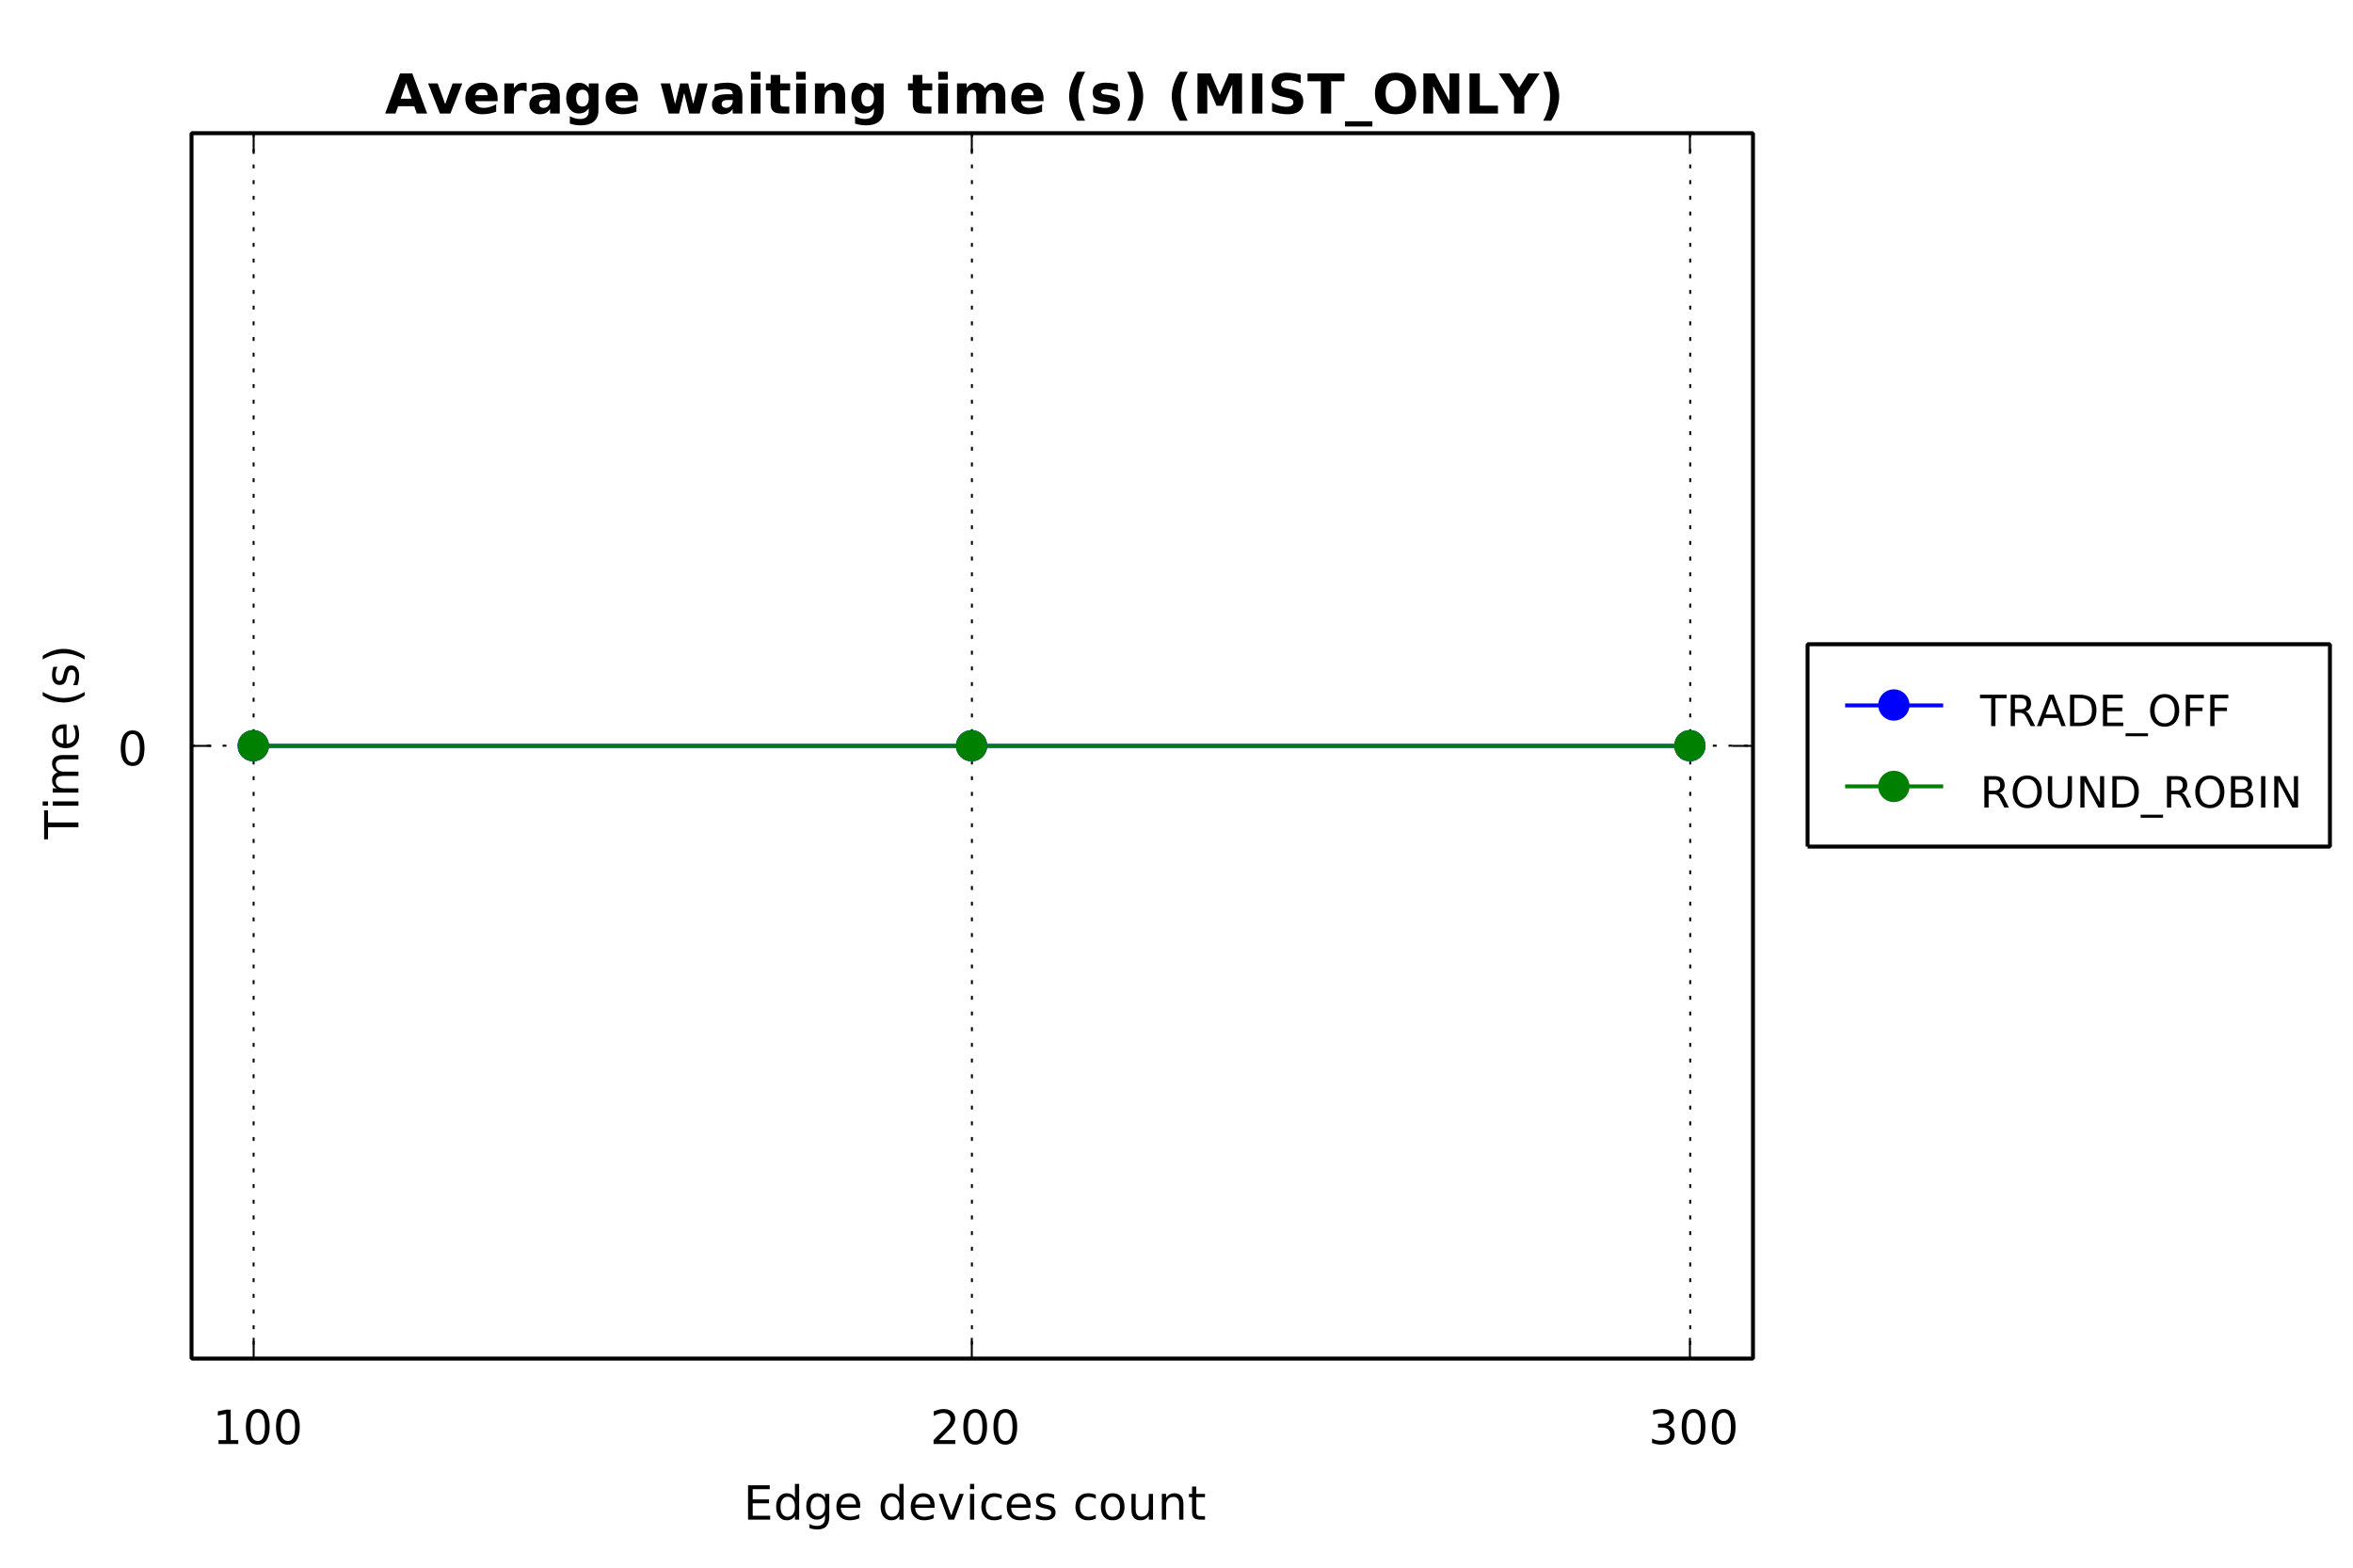 Average waiting time (s) (MIST_ONLY)
Time (s)
0
TRADE_OFF
ROUND_ROBIN
100 200 300
Edge devices count